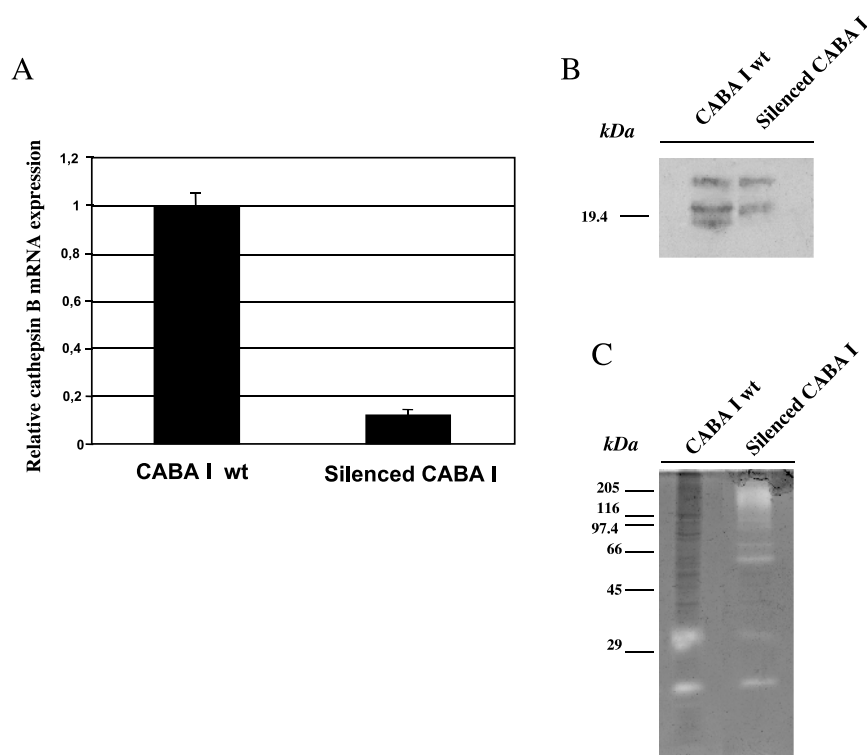 A
Relative cathepsin B mRNA expression
1,2
1
0,8
0,6
0,4
0,2
0
CABA I wt
Silenced CABA I
B
kDa
CABA I wt
Silenced CABA I
19.4
C
kDa
CABA I wt
Silenced CABA I
205
116
97.4
66
45
29